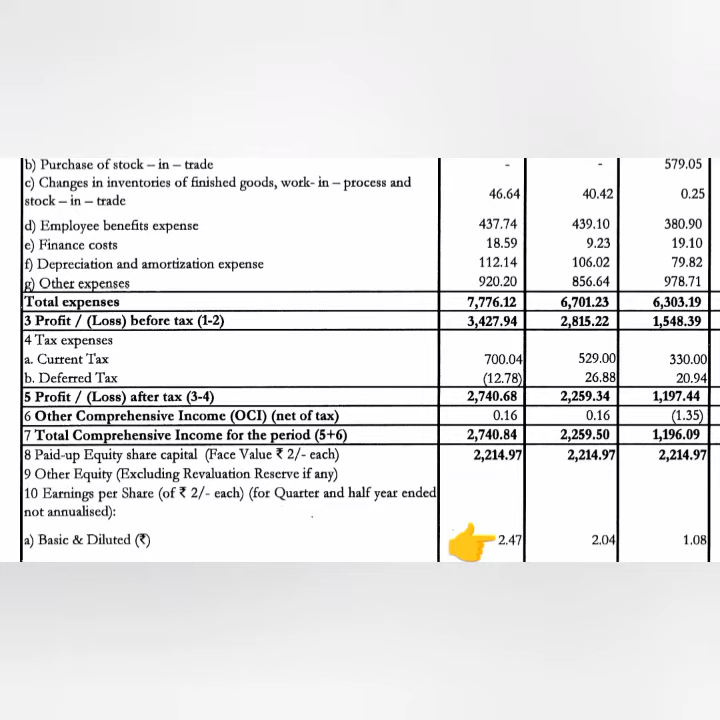 b) Purchase of stock – in – trade - - 579.05
c) Changes in inventories of finished goods, work- in – process and
stock – in – trade 46.64 40.42 0.25
d) Employee benefits expense 437.74 439.10 380.90
e) Finance costs 18.59 9.23 19.10
f) Depreciation and amortization expense 112.14 106.02 79.82
g) Other expenses 920.20 856.64 978.71
Total expenses 7,776.12 6,701.23 6,303.19
3 Profit / (Loss) before tax (1-2) 3,427.94 2,815.22 1,548.39
4 Tax expenses
a. Current Tax 700.04 529.00 330.00
b. Deferred Tax (12.78) 26.88 20.94
5 Profit / (Loss) after tax (3-4) 2,740.68 2,259.34 1,197.44
6 Other Comprehensive Income (OCI) (net of tax) 0.16 0.16 (1.35)
7 Total Comprehensive Income for the period (5+6) 2,740.84 2,259.50 1,196.09
8 Paid-up Equity share capital (Face Value ₹ 2/- each) 2,214.97 2,214.97 2,214.97
9 Other Equity (Excluding Revaluation Reserve if any)
10 Earnings per Share (of ₹ 2/- each) (for Quarter and half year ended
not annualised):
a) Basic & Diluted (₹) 2.47 2.04 1.08